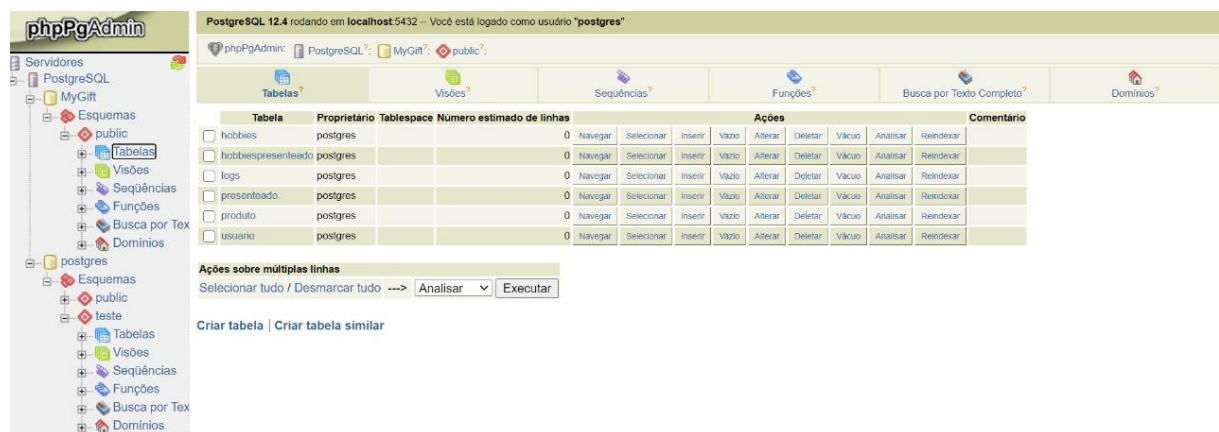 phpPgAdmin
PostgreSQL 12.4 rodando em localhost:5432 -- Você está logado como usuário "postgres"
phpPgAdmin: PostgreSQL?: MyGift?: public?:
Servidores
PostgreSQL
MyGift
Esquemas
public
Tabelas
Visões
Seqüências
Funções
Busca por Tex
Domínios
postgres
Esquemas
public
teste
Tabelas
Visões
Seqüências
Funções
Busca por Tex
Domínios
Tabelas? Visões? Sequências? Funções? Busca por Texto Completo? Domínios?
Tabela Proprietário Tablespace Número estimado de linhas Ações Comentário
hobbies postgres 0 Navegar Selecionar Inserir Vazio Alterar Deletar Vácuo Analisar Reindexar
hobbiespresenteado postgres 0 Navegar Selecionar Inserir Vazio Alterar Deletar Vácuo Analisar Reindexar
logs postgres 0 Navegar Selecionar Inserir Vazio Alterar Deletar Vácuo Analisar Reindexar
presenteado postgres 0 Navegar Selecionar Inserir Vazio Alterar Deletar Vácuo Analisar Reindexar
produto postgres 0 Navegar Selecionar Inserir Vazio Alterar Deletar Vácuo Analisar Reindexar
usuario postgres 0 Navegar Selecionar Inserir Vazio Alterar Deletar Vácuo Analisar Reindexar
Ações sobre múltiplas linhas
Selecionar tudo / Desmarcar tudo ---> Analisar Executar
Criar tabela | Criar tabela similar